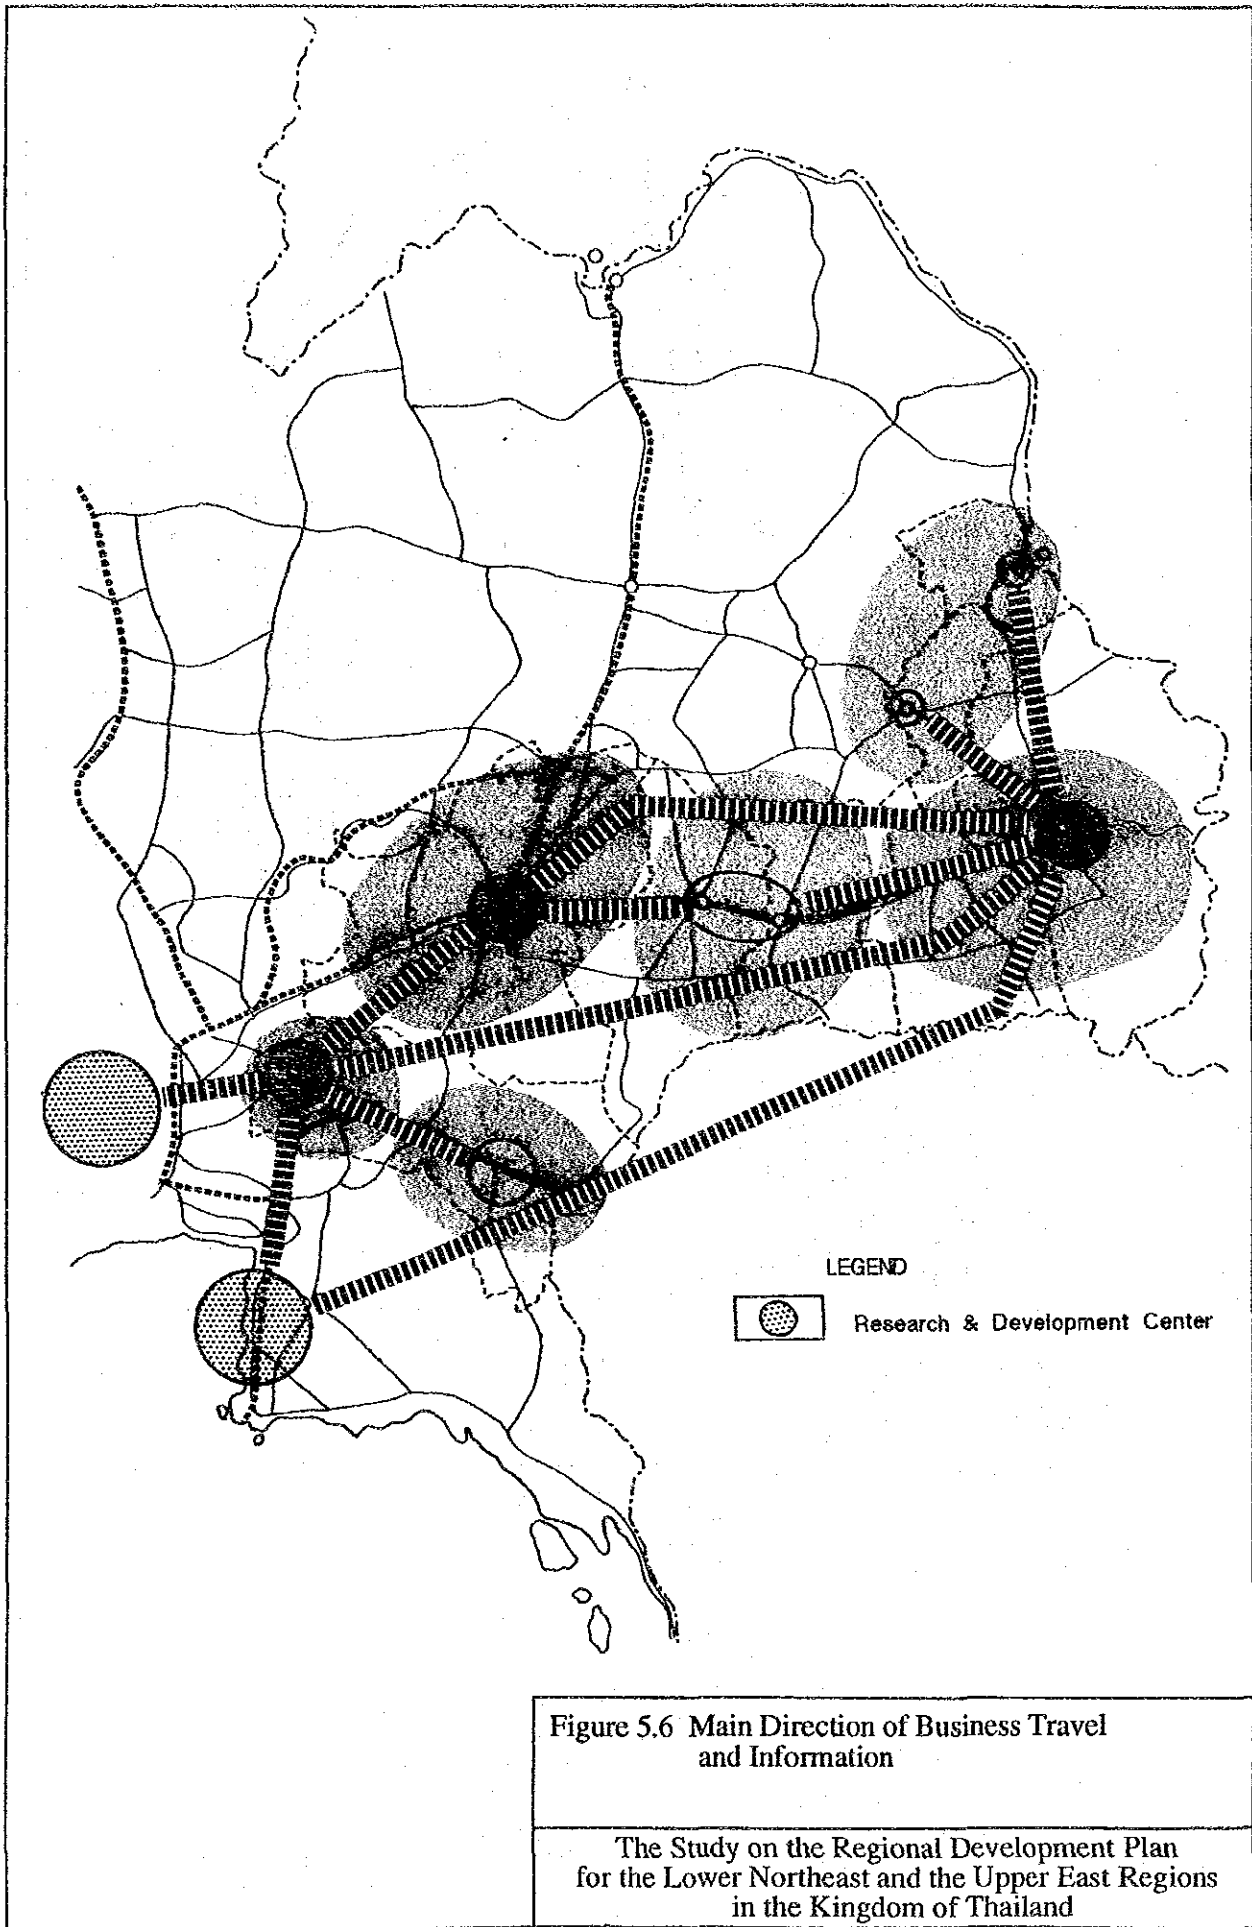 LEGEND
Research & Development Center
Figure 5.6 Main Direction of Business Travel
and Information
The Study on the Regional Development Plan
for the Lower Northeast and the Upper East Regions
in the Kingdom of Thailand